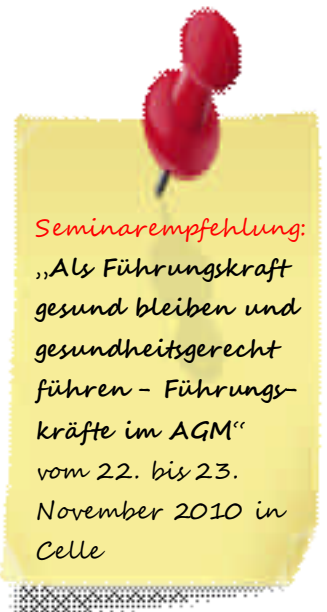 Seminarempfehlung:
„Als Führungskraft
gesund bleiben und
gesundheitsgerecht
führen – Führungs-
kräfte im AGM“
vom 22. bis 23.
November 2010 in
Celle